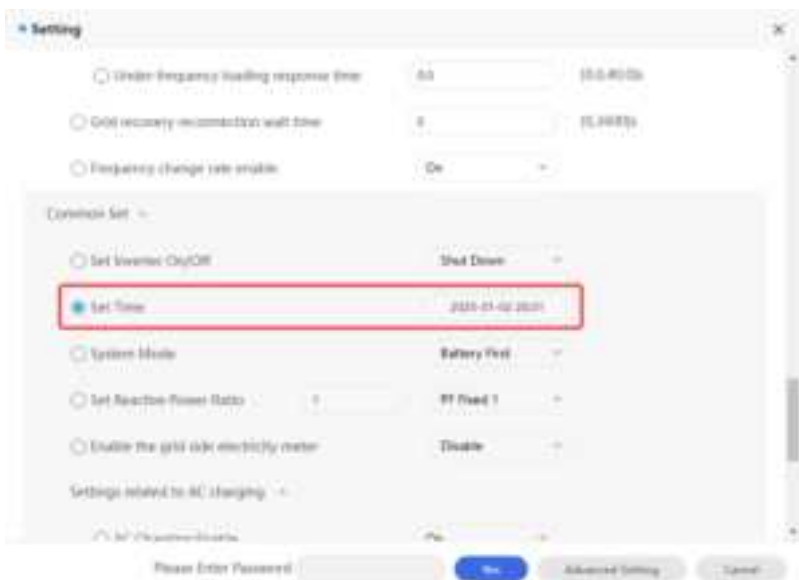 Setting
Under-frequency loading response time
Grid recovery reconnection wait time
Frequency change rate enable On
Common Set
Set Inverter On/Off Shut Down
Set Time
System Mode Battery First
Set Reactive Power Ratio PF Fixed 1
Enable the grid side electricity meter Disable
Settings related to AC charging
AC Charging Enable On
Please Enter Password Yes Advanced Setting Cancel